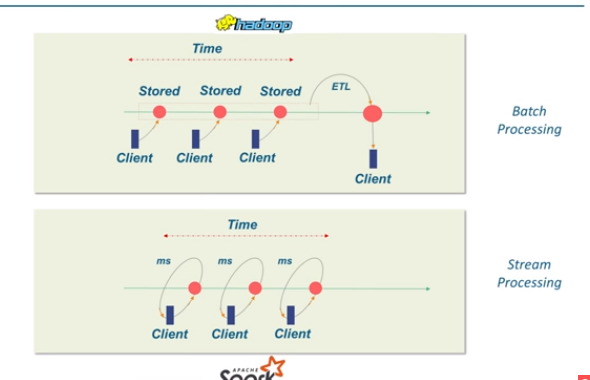 hadoop
Time
Stored Stored Stored
ETL
Client Client Client
Client
Batch
Processing
Time
ms ms ms
Client Client Client
Stream
Processing
APACHE
Spark